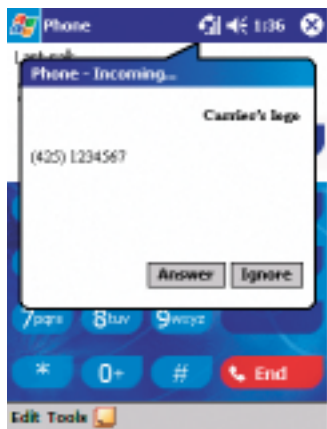 Phone 1:36
Last call
Phone - Incoming...
Carrier's logo
(425) 1234567
Answer Ignore
7pqrs 8tuv 9wxyz
* 0+ # End
Edit Tools